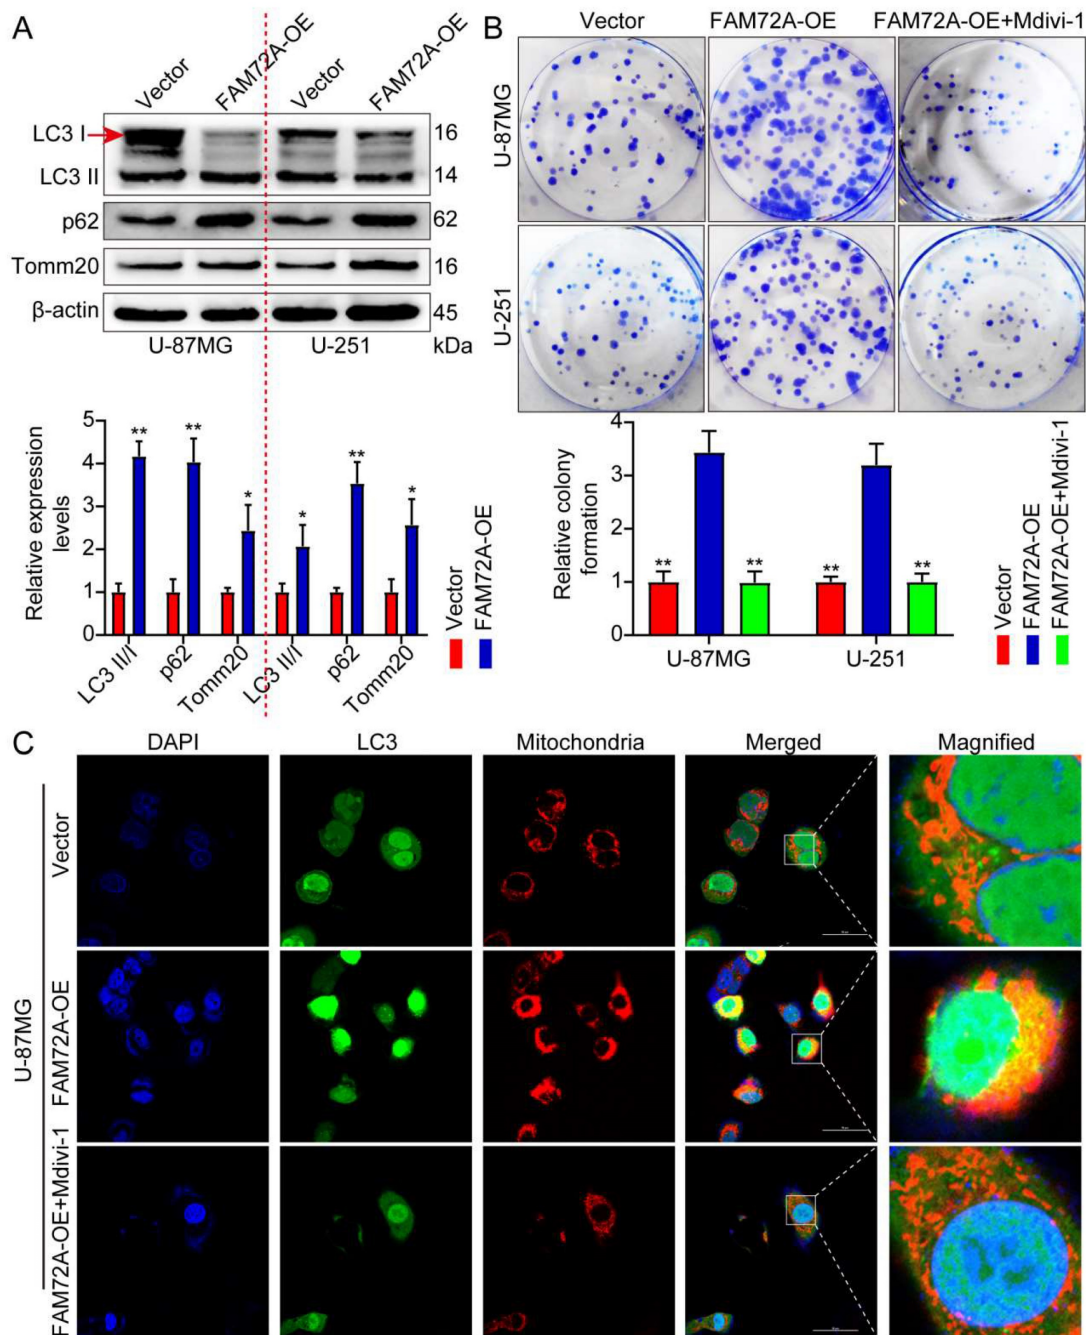 A
Vector
FAM72A-OE
Vector
FAM72A-OE
LC3 I
16
LC3 II
14
p62
62
Tomm20
16
β-actin
45
U-87MG
U-251
kDa
Relative expression
levels
5
4
3
2
1
0
**
**
*
*
**
*
LC3 II/I
p62
Tomm20
LC3 II/I
p62
Tomm20
Vector
FAM72A-OE
B
Vector
FAM72A-OE
FAM72A-OE+Mdivi-1
U-87MG
U-251
Relative colony
formation
4
3
2
1
0
**
**
**
**
U-87MG
U-251
Vector
FAM72A-OE
FAM72A-OE+Mdivi-1
C
DAPI
LC3
Mitochondria
Merged
Magnified
U-87MG
Vector
FAM72A-OE
FAM72A-OE+Mdivi-1